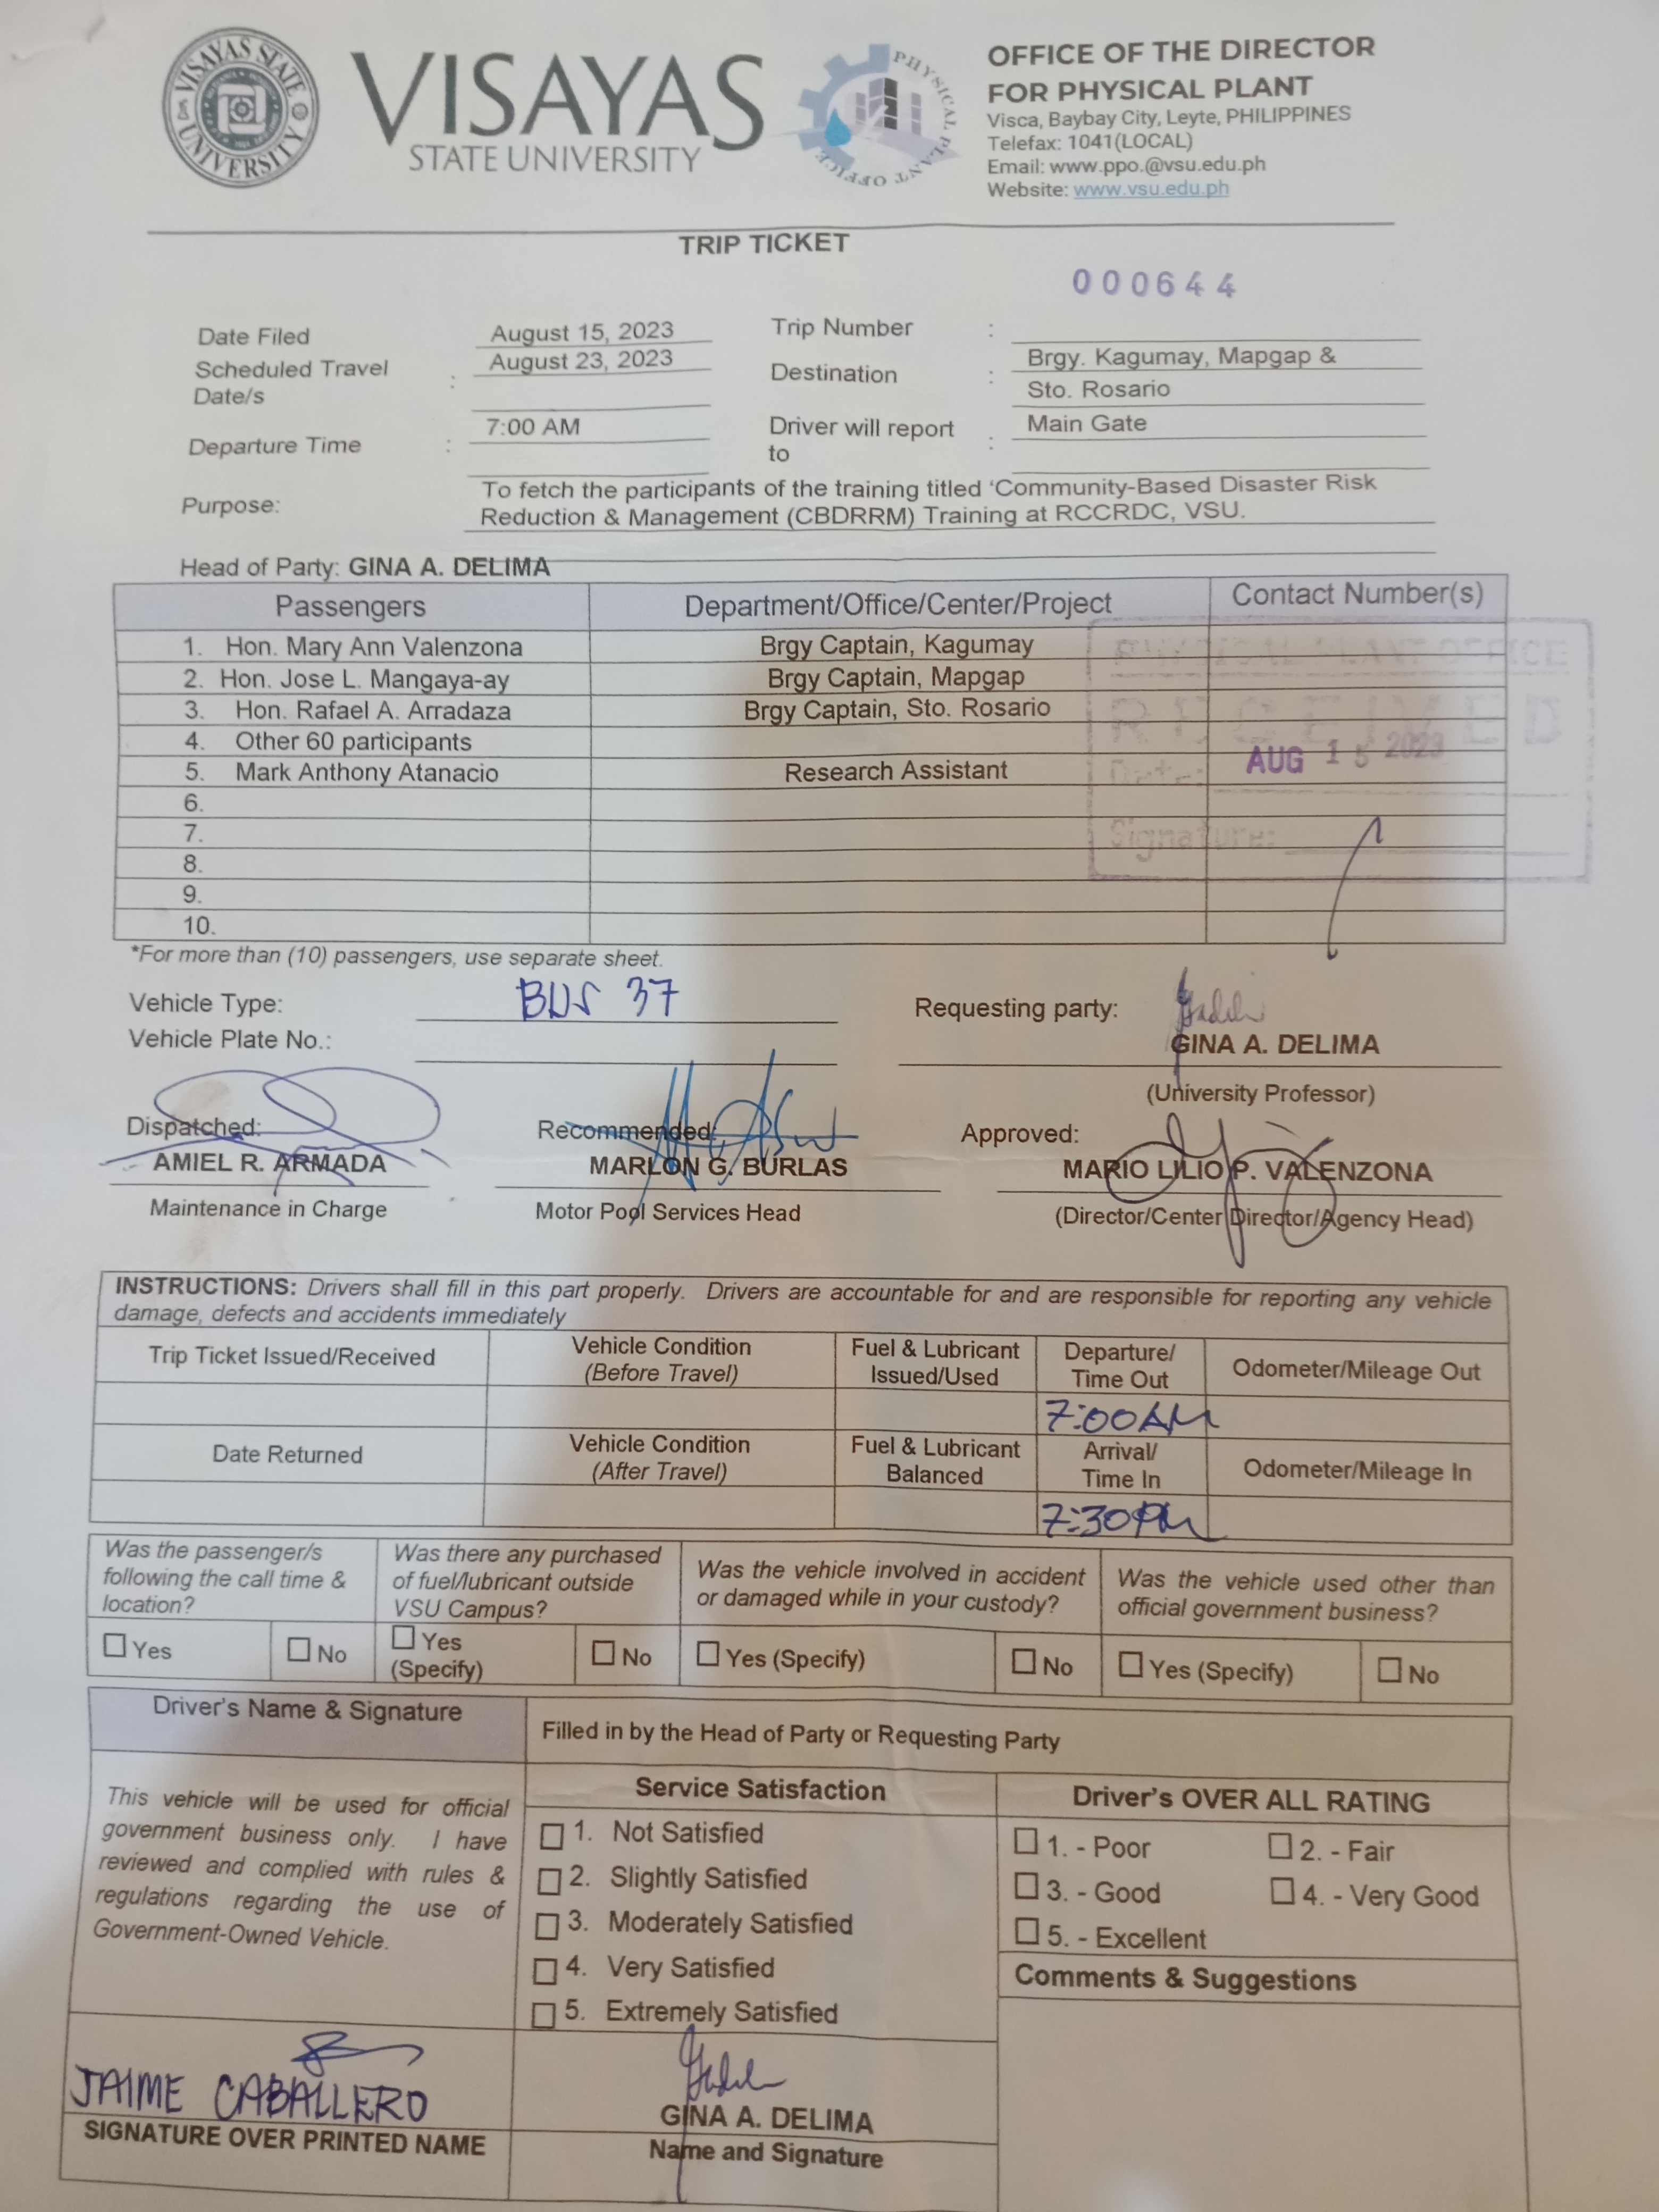 VISAYAS STATE UNIVERSITY
VISAYAS
STATE UNIVERSITY
PHYSICAL PLANT OFFICE
OFFICE OF THE DIRECTOR
FOR PHYSICAL PLANT
Visca, Baybay City, Leyte, PHILIPPINES
Telefax: 1041(LOCAL)
Email: www.ppo.@vsu.edu.ph
Website: www.vsu.edu.ph
TRIP TICKET
000644
Date Filed August 15, 2023 Trip Number :
Scheduled Travel Date/s : August 23, 2023 Destination : Brgy. Kagumay, Mapgap &
Sto. Rosario
Departure Time : 7:00 AM Driver will report to : Main Gate
Purpose: To fetch the participants of the training titled ‘Community-Based Disaster Risk
Reduction & Management (CBDRRM) Training at RCCRDC, VSU.
Head of Party: GINA A. DELIMA
Passengers Department/Office/Center/Project Contact Number(s)
1. Hon. Mary Ann Valenzona Brgy Captain, Kagumay
2. Hon. Jose L. Mangaya-ay Brgy Captain, Mapgap
3. Hon. Rafael A. Arradaza Brgy Captain, Sto. Rosario
4. Other 60 participants
5. Mark Anthony Atanacio Research Assistant
6.
7.
8.
9.
10.
PHYSICAL PLANT OFFICE
RECEIVED
Date: AUG 15 2023
Signature:
*For more than (10) passengers, use separate sheet.
Vehicle Type: BUS 37 Requesting party:
Vehicle Plate No.: GINA A. DELIMA
(University Professor)
Dispatched: Recommended: Approved:
AMIEL R. ARMADA MARLON G. BURLAS MARIO LILIO P. VALENZONA
Maintenance in Charge Motor Pool Services Head (Director/Center Director/Agency Head)
INSTRUCTIONS: Drivers shall fill in this part properly. Drivers are accountable for and are responsible for reporting any vehicle
damage, defects and accidents immediately
Trip Ticket Issued/Received Vehicle Condition (Before Travel) Fuel & Lubricant Issued/Used Departure/ Time Out Odometer/Mileage Out
7:00AM
Date Returned Vehicle Condition (After Travel) Fuel & Lubricant Balanced Arrival/ Time In Odometer/Mileage In
7:30PM
Was the passenger/s following the call time & location? Was there any purchased of fuel/lubricant outside VSU Campus? Was the vehicle involved in accident or damaged while in your custody? Was the vehicle used other than official government business?
Yes No Yes (Specify) No Yes (Specify) No Yes (Specify) No
Driver's Name & Signature Filled in by the Head of Party or Requesting Party
This vehicle will be used for official
government business only. I have
reviewed and complied with rules &
regulations regarding the use of
Government-Owned Vehicle.
Service Satisfaction
1. Not Satisfied
2. Slightly Satisfied
3. Moderately Satisfied
4. Very Satisfied
5. Extremely Satisfied
Driver's OVER ALL RATING
1. - Poor 2. - Fair
3. - Good 4. - Very Good
5. - Excellent
Comments & Suggestions
JAIME CABALLERO
SIGNATURE OVER PRINTED NAME
GINA A. DELIMA
Name and Signature